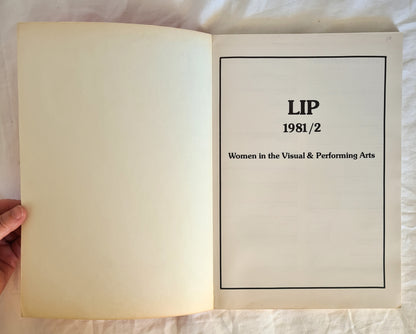 LIP
1981/2
Women in the Visual & Performing Arts